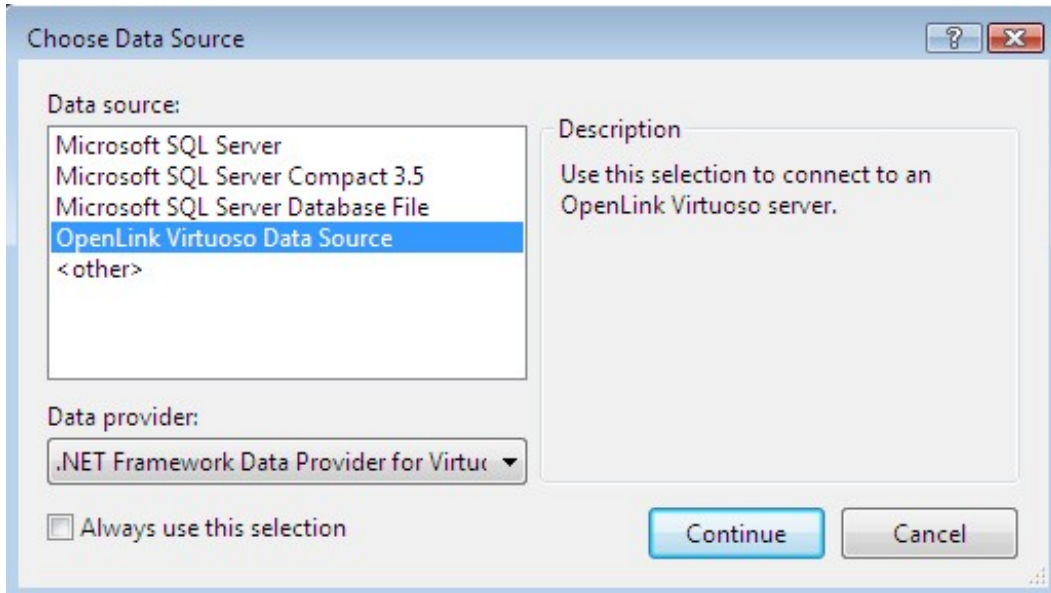 Choose Data Source
Data source:
Microsoft SQL Server
Microsoft SQL Server Compact 3.5
Microsoft SQL Server Database File
OpenLink Virtuoso Data Source
<other>
Description
Use this selection to connect to an
OpenLink Virtuoso server.
Data provider:
.NET Framework Data Provider for Virtuo
Always use this selection
Continue
Cancel